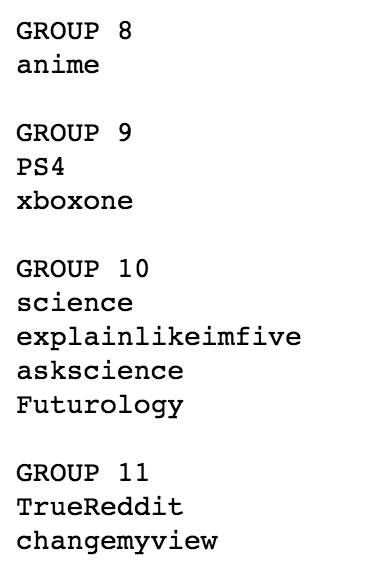 GROUP 8
anime
GROUP 9
PS4
xboxone
GROUP 10
science
explainlikeimfive
askscience
Futurology
GROUP 11
TrueReddit
changemyview